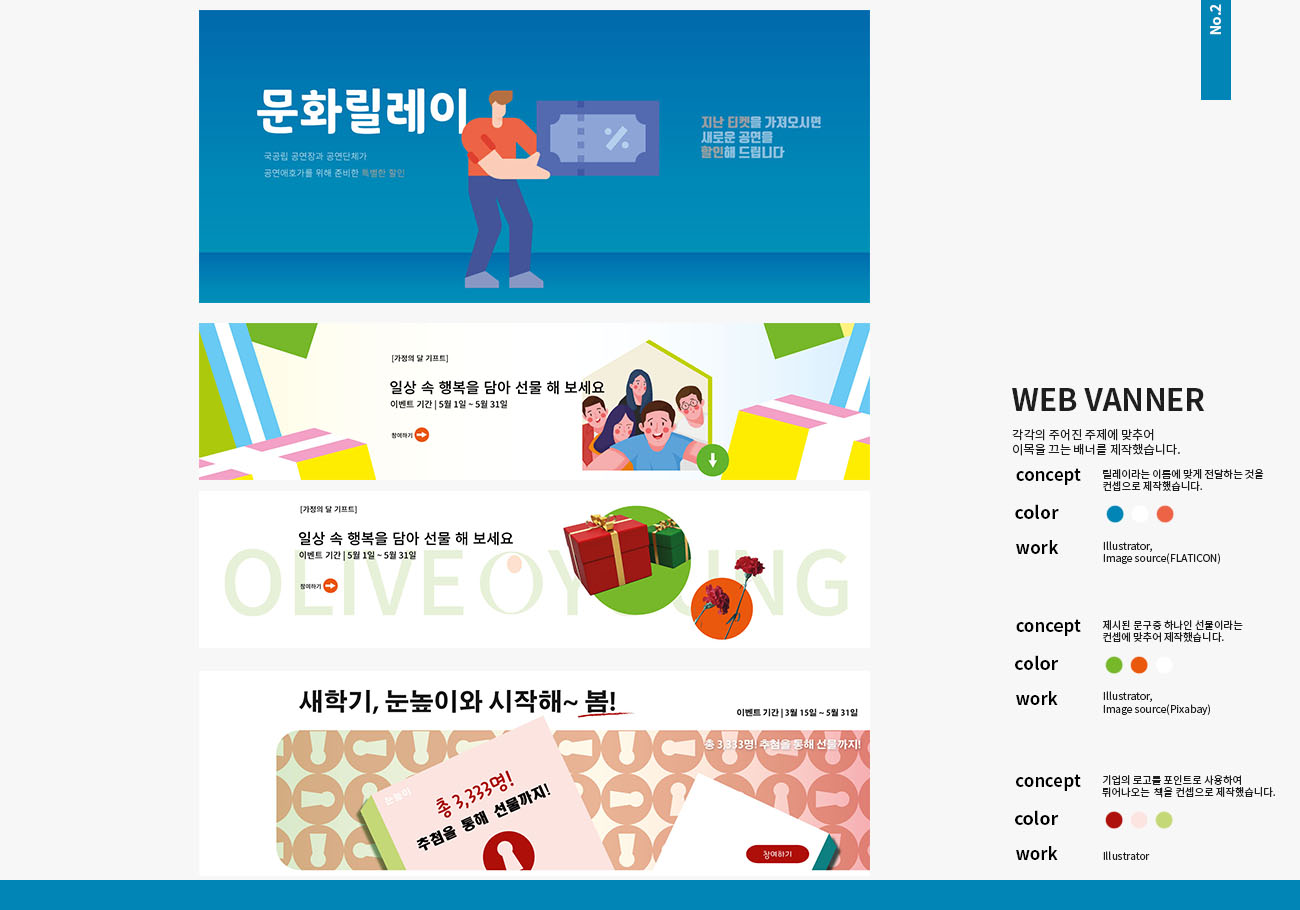 No.2
문화릴레이
국공립 공연장과 공연단체가
공연애호가를 위해 준비한 특별한 할인
%
지난 티켓을 가져오시면
새로운 공연을
할인해 드립니다
[가정의 달 기프트]
일상 속 행복을 담아 선물 해 보세요
이벤트 기간 | 5월 1일 ~ 5월 31일
참여하기
[가정의 달 기프트]
일상 속 행복을 담아 선물 해 보세요
이벤트 기간 | 5월 1일 ~ 5월 31일
참여하기
OLIVE OYOUNG
새학기, 눈높이와 시작해~ 봄!
이벤트 기간 | 3월 15일 ~ 5월 31일
총 3,333명! 추첨을 통해 선물까지!
눈높이
총 3,333명!
추첨을 통해 선물까지!
참여하기
WEB VANNER
각각의 주어진 주제에 맞추어
이목을 끄는 배너를 제작했습니다.
concept 릴레이라는 이름에 맞게 전달하는 것을
컨셉으로 제작했습니다.
color
work Illustrator,
Image source(FLATICON)
concept 제시된 문구중 하나인 선물이라는
컨셉에 맞추어 제작했습니다.
color
work Illustrator,
Image source(Pixabay)
concept 기업의 로고를 포인트로 사용하여
튀어나오는 책을 컨셉으로 제작했습니다.
color
work Illustrator